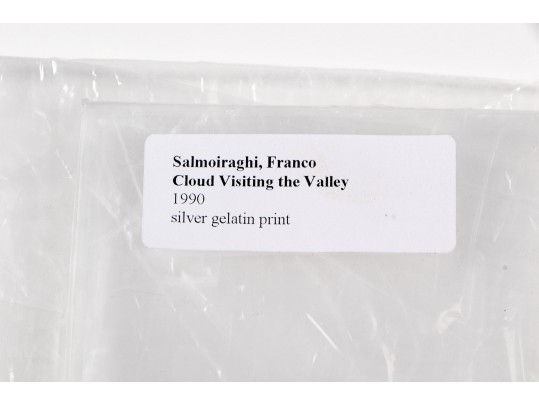 Salmoiraghi, Franco
Cloud Visiting the Valley
1990
silver gelatin print